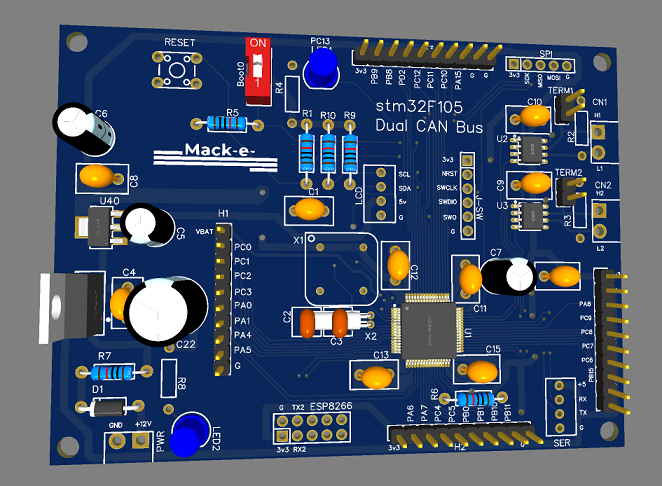 RESET
ON
1
Boot0
PC13
LED1
R4
3v3
PB9
PB8
PD2
PC12
PC11
PC10
PA15
G
G
SP1
3v3
SCK
MISO
MOSI
G
stm32F105
Dual CAN Bus
C6
R5
Mack-e-
R1
R10
R9
C8
C1
LCD
SCL
SDA
5v
G
3v3
NRST
SWCLK
SWDIO
SWO
G
J-SW
C10
TERM1
CN1
H1
L1
U2
R2
C9
TERM2
CN2
H2
L2
U3
R3
U40
C5
H1
VBAT
PC0
PC1
PC2
PC3
PA0
PA1
PA4
PA5
G
X1
C12
C7
C11
C4
C22
C2
C3
X2
U1
C13
C15
PA8
PC9
PC8
PC7
PC6
PB15
R7
R8
D1
GND
+12V
PWR
LED2
G
TX2
ESP8266
3v3
RX2
R6
PA6
PA7
PC4
PC5
PB0
PB1
PB10
PB11
3v3
H2
G
+5
RX
TX
G
SER